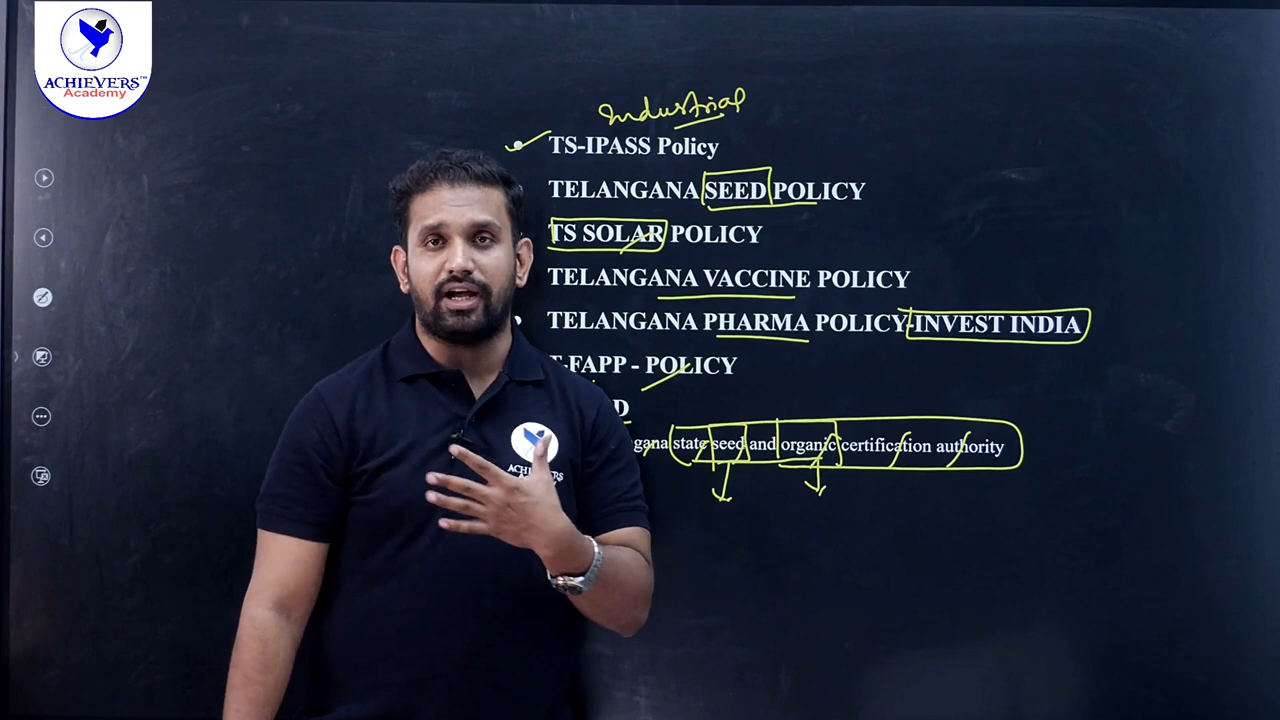 ACHIEVERS™
Academy
Industrial
TS-IPASS Policy
TELANGANA SEED POLICY
TS SOLAR POLICY
TELANGANA VACCINE POLICY
TELANGANA PHARMA POLICY-INVEST INDIA
-FAPP - POLICY
D
gana state seed and organic certification authority
ACHIEVERS